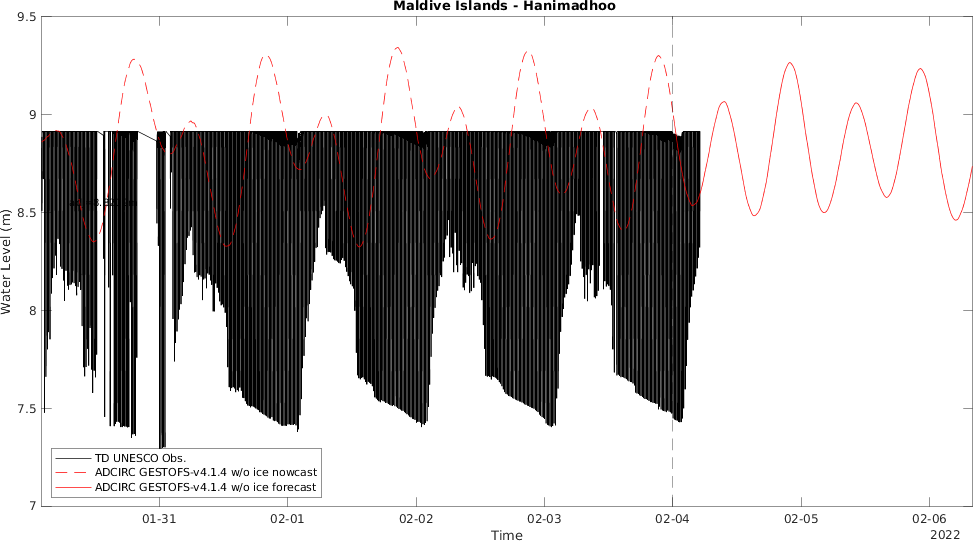 Maldive Islands - Hanimadhoo
9.5
9
8.5
8
7.5
7
Water Level (m)
TD UNESCO Obs.
ADCIRC GESTOFS-v4.1.4 w/o ice nowcast
ADCIRC GESTOFS-v4.1.4 w/o ice forecast
01-31
02-01
02-02
02-03
02-04
02-05
02-06
Time
2022